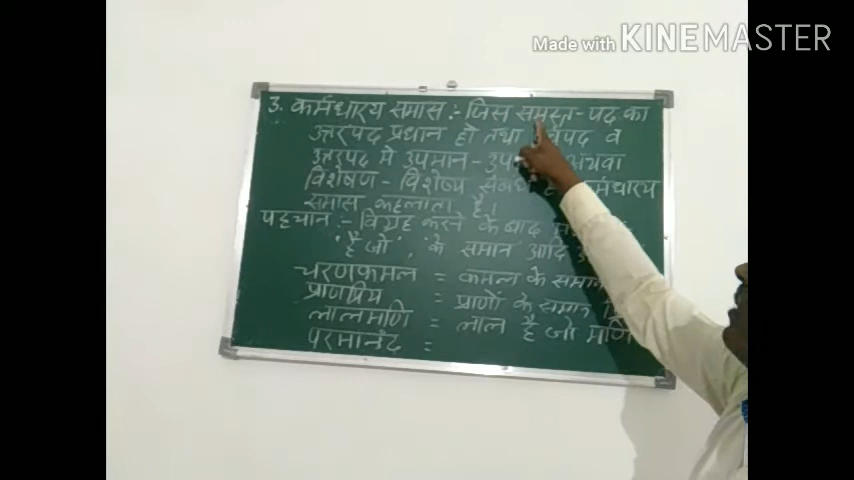 Made with KINEMASTER
3. कर्मधारय समास :- जिस समस्त - पद का
उत्तरपद प्रधान हो तथा व
उत्तरपद मे उपमान - अथवा
विशेषण - विशेष्य संबंध
समास कहलाता है।
पहचान :- विग्रह करने के बाद
'है जो', 'के समान आदि
चरणकमल = कमल के समान
प्राणप्रिय = प्राणो के समान
लालमणि = लाल है जो मणि
परमानँद =